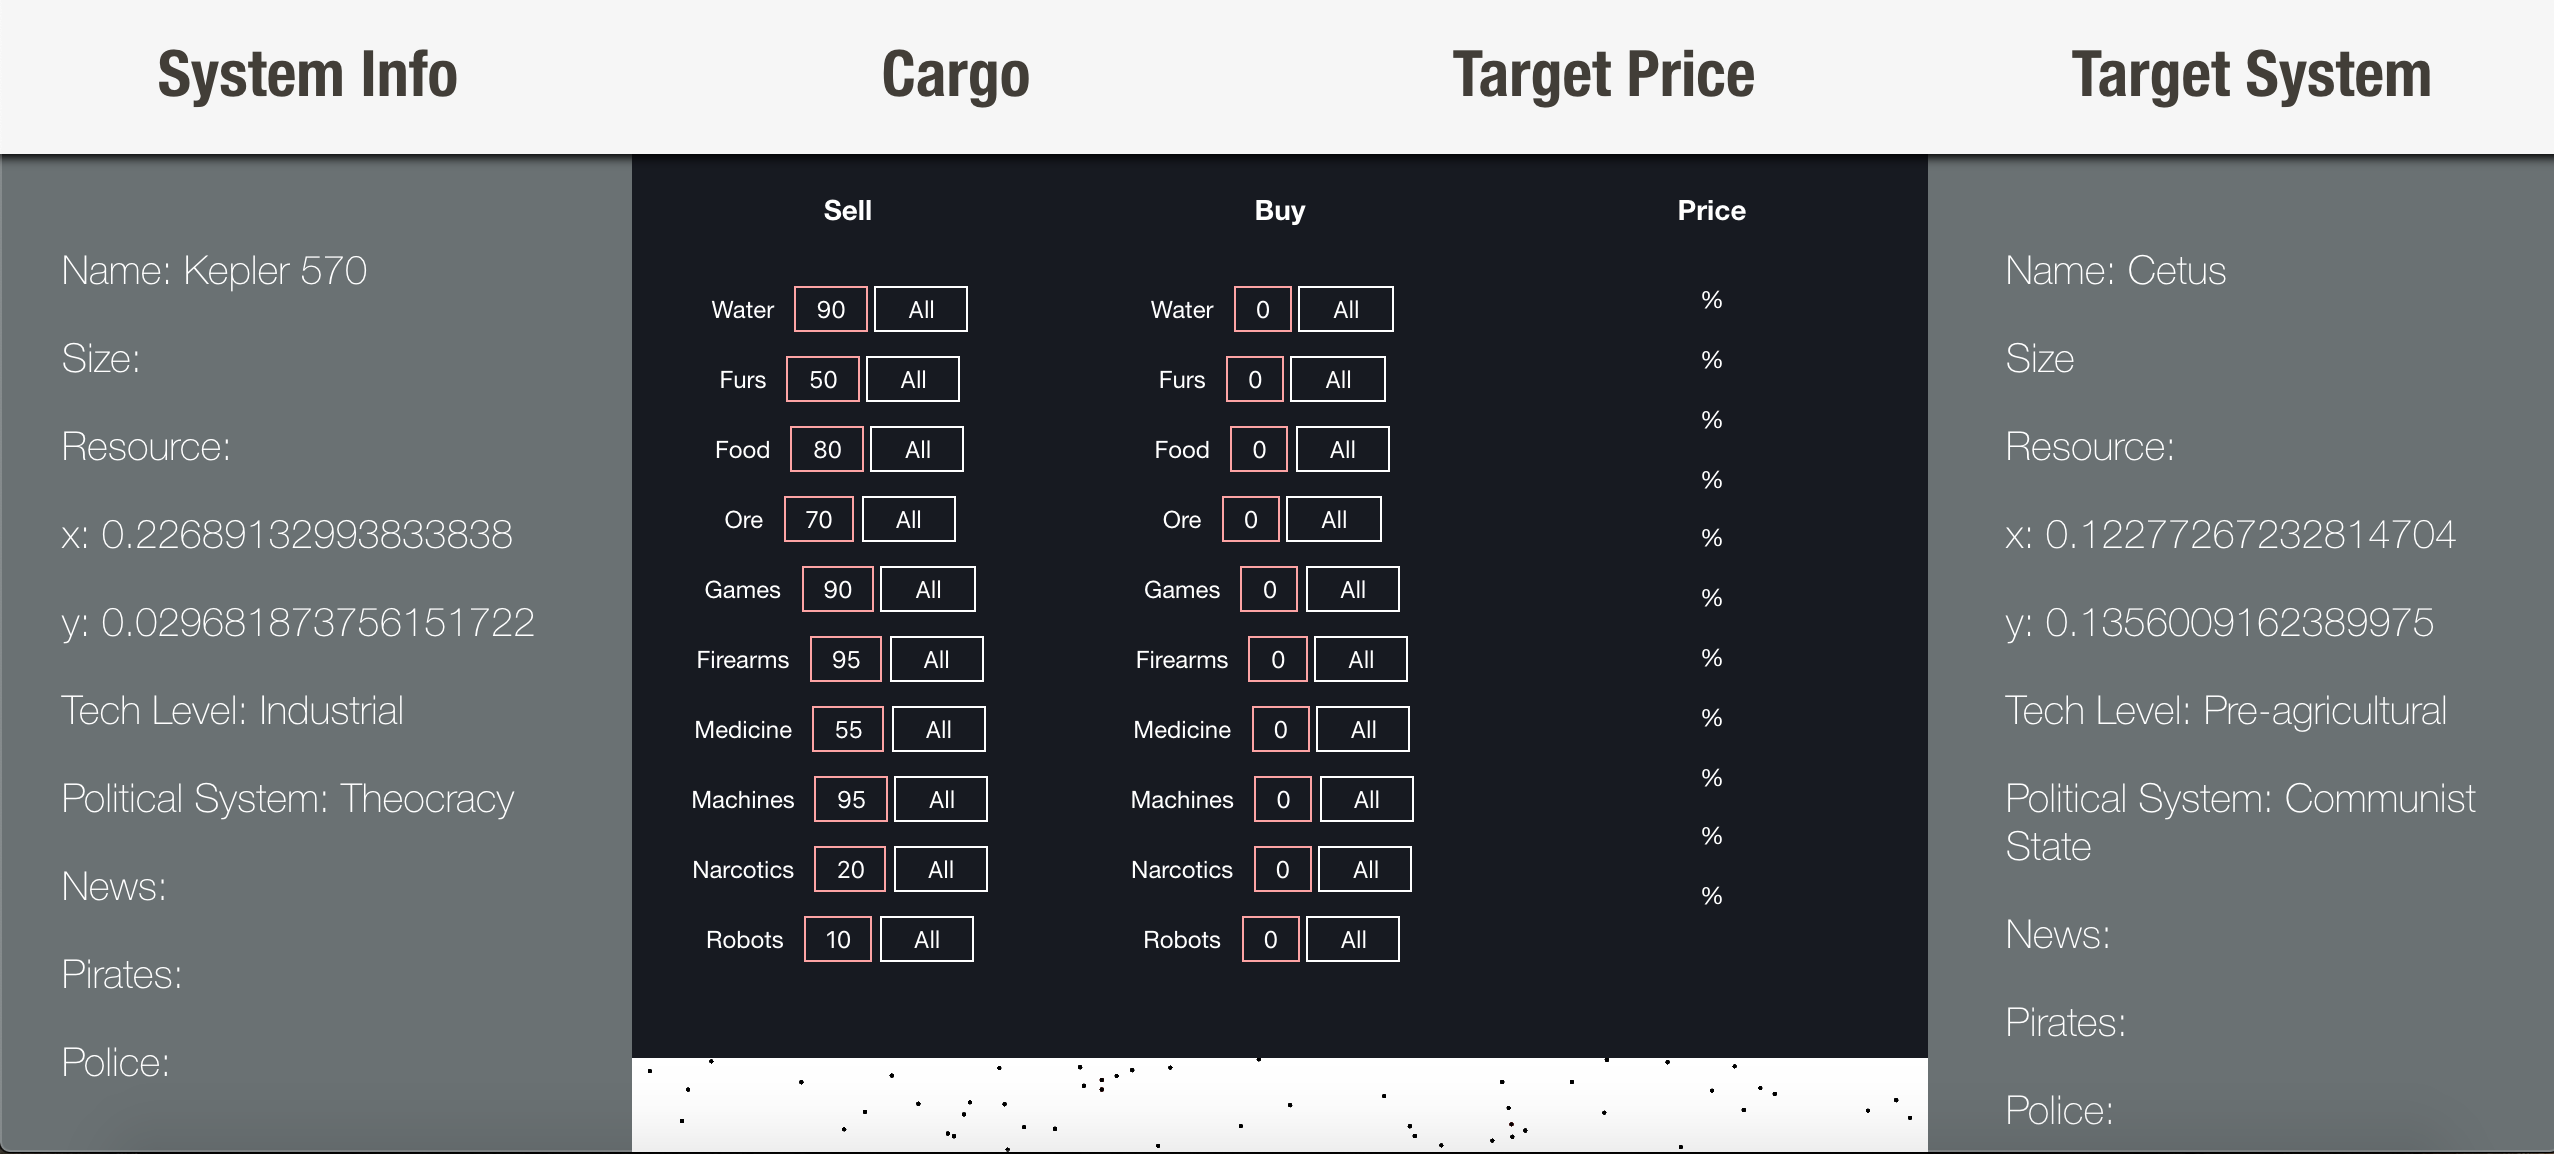 System Info
Cargo
Target Price
Target System
Name: Kepler 570
Size:
Resource:
x: 0.22689132993833838
y: 0.029681873756151722
Tech Level: Industrial
Political System: Theocracy
News:
Pirates:
Police:
Sell
Water 90 All
Furs 50 All
Food 80 All
Ore 70 All
Games 90 All
Firearms 95 All
Medicine 55 All
Machines 95 All
Narcotics 20 All
Robots 10 All
Buy
Water 0 All
Furs 0 All
Food 0 All
Ore 0 All
Games 0 All
Firearms 0 All
Medicine 0 All
Machines 0 All
Narcotics 0 All
Robots 0 All
Price
%
%
%
%
%
%
%
%
%
%
%
Name: Cetus
Size
Resource:
x: 0.12277267232814704
y: 0.1356009162389975
Tech Level: Pre-agricultural
Political System: Communist
State
News:
Pirates:
Police: